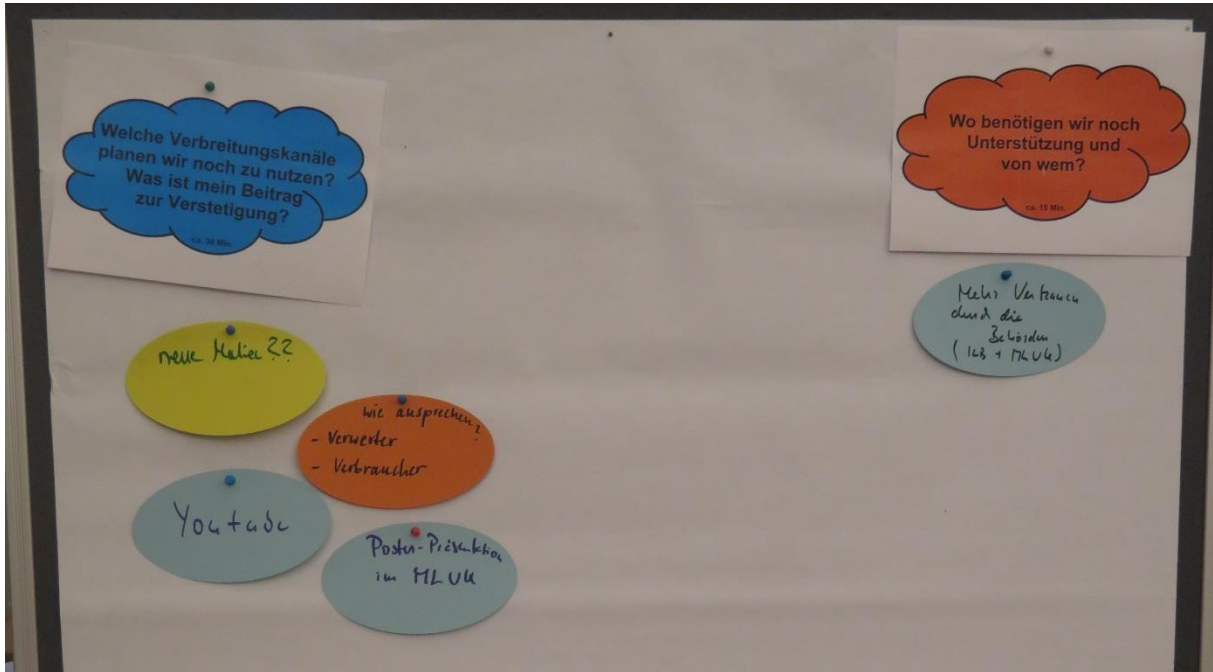 Welche Verbreitungskanäle
planen wir noch zu nutzen?
Was ist mein Beitrag
zur Verstetigung?
ca. 30 Min.
neue
wie ansprechen?
- Verwerter
- Verbraucher
Youtube
Poster-Präsentation
im MLUK
Wo benötigen wir noch
Unterstützung und
von wem?
ca. 15 Min.
Mehr Vertrauen
durch die
Behörden
+ MLUK)